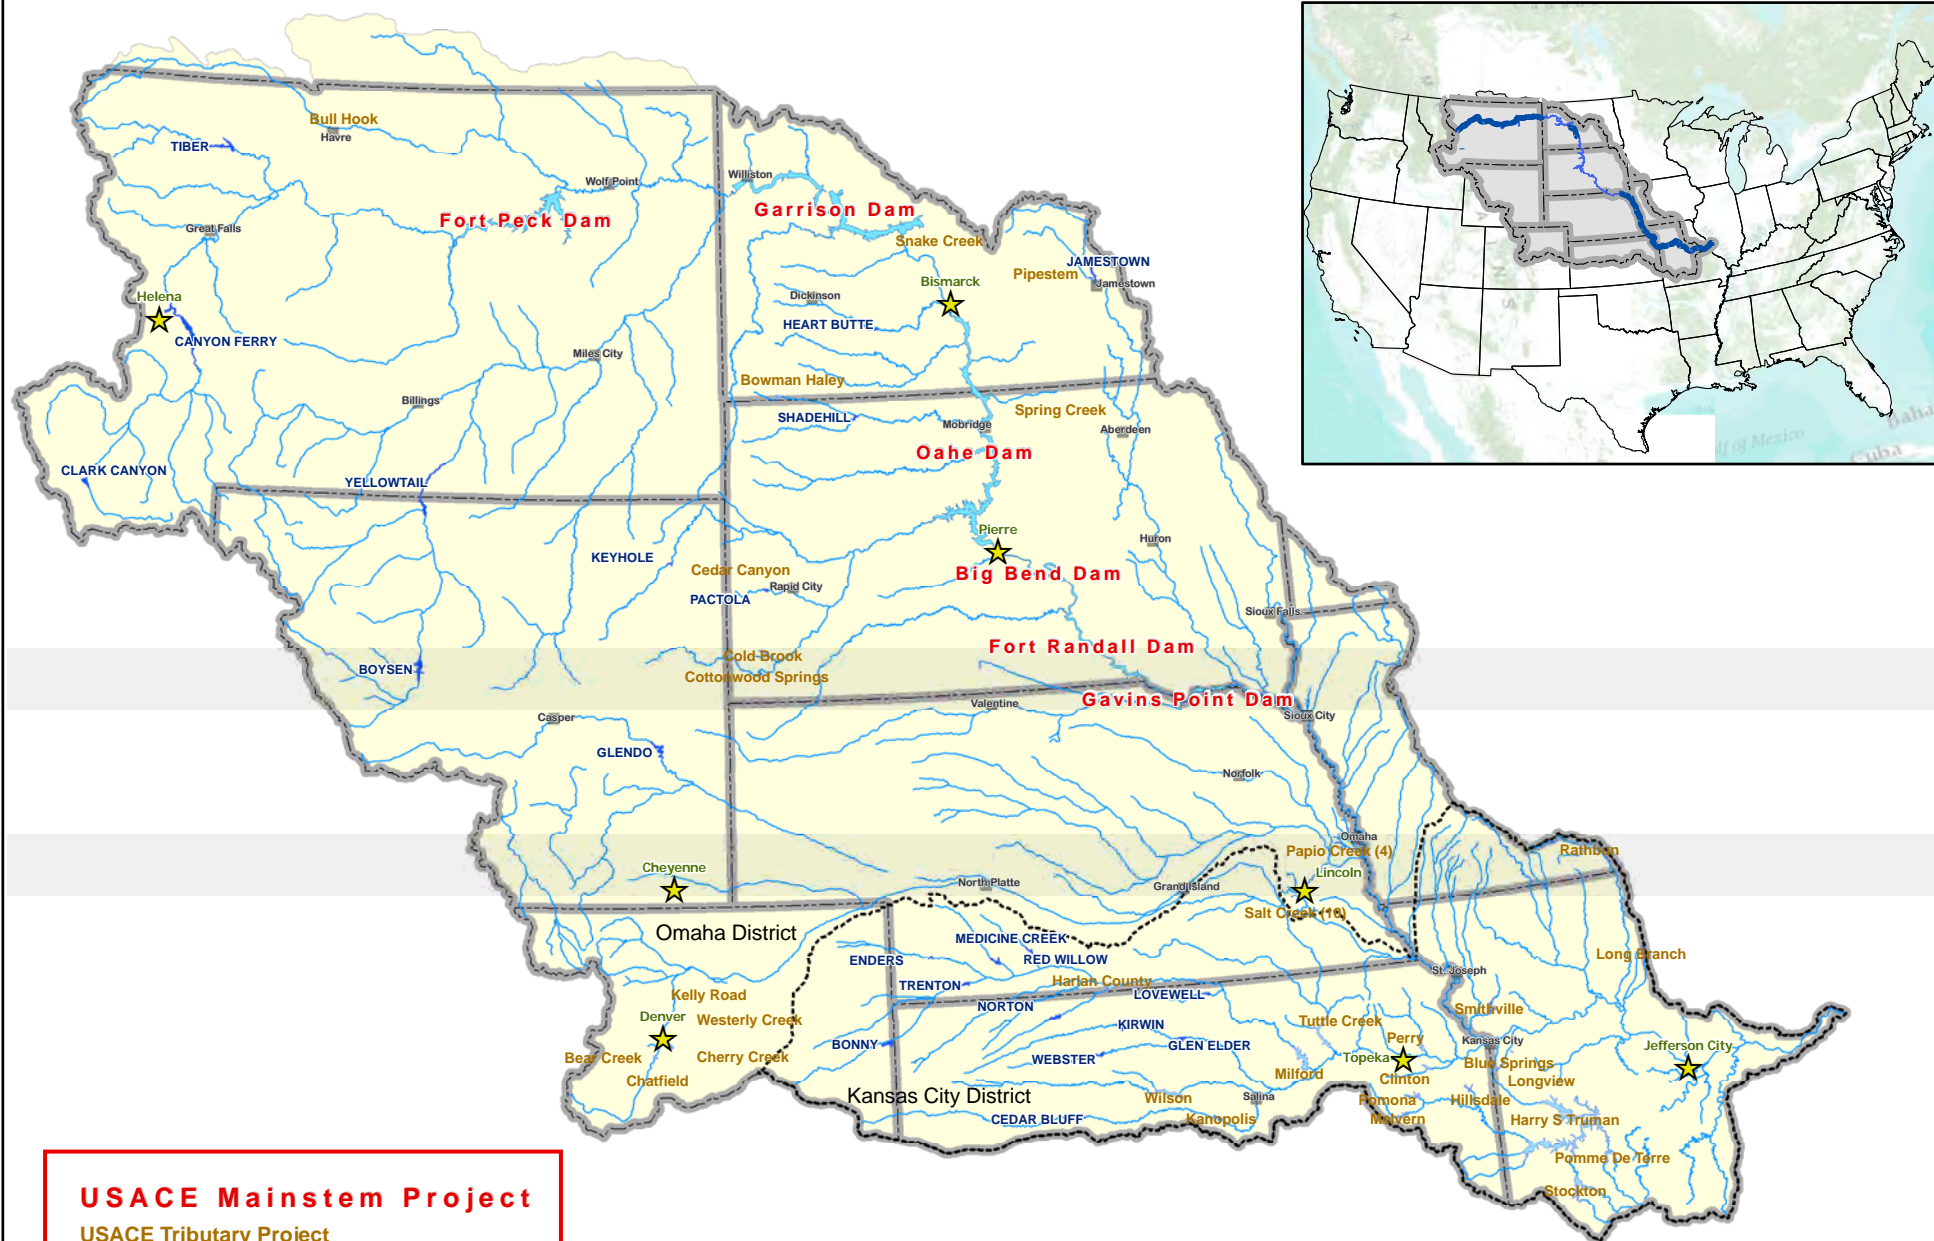 Bull Hook
Havre
TIBER
Wolf Point
Williston
Fort Peck Dam
Garrison Dam
Great Falls
Snake Creek
JAMESTOWN
Pipestem
Jamestown
Helena
Bismarck
Dickinson
HEART BUTTE
CANYON FERRY
Miles City
Bowman Haley
Billings
SHADEHILL
Spring Creek
Mobridge
Aberdeen
Oahe Dam
CLARK CANYON
YELLOWTAIL
Pierre
Huron
KEYHOLE
Cedar Canyon
Big Bend Dam
Rapid City
PACTOLA
Sioux Falls
Fort Randall Dam
Cold Brook
BOYSEN
Cottonwood Springs
Gavins Point Dam
Valentine
Casper
Sioux City
GLENDO
Norfolk
Omaha
Papio Creek (4)
Rathbun
Cheyenne
Lincoln
North Platte
Grand Island
Salt Creek (10)
Omaha District
MEDICINE CREEK
ENDERS
RED WILLOW
Long Branch
St. Joseph
TRENTON
Harlan County
Kelly Road
LOVEWELL
NORTON
Smithville
Denver
Westerly Creek
KIRWIN
Tuttle Creek
Perry
BONNY
GLEN ELDER
Kansas City
Jefferson City
Bear Creek
Cherry Creek
WEBSTER
Topeka
Blue Springs
Chatfield
Milford
Clinton
Longview
Kansas City District
Wilson
Salina
Pomona
Hillsdale
CEDAR BLUFF
Kanopolis
Melvern
Harry S Truman
Pomme De Terre
Stockton
USACE Mainstem Project
USACE Tributary Project
Gulf of Mexico
Cuba